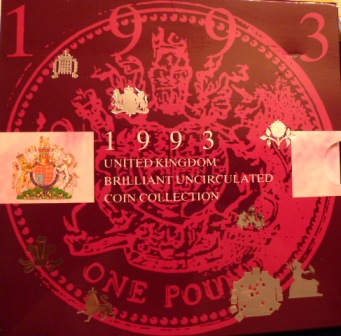 1993
1993
UNITED KINGDOM
BRILLIANT UNCIRCULATED
COIN COLLECTION
ONE POUND